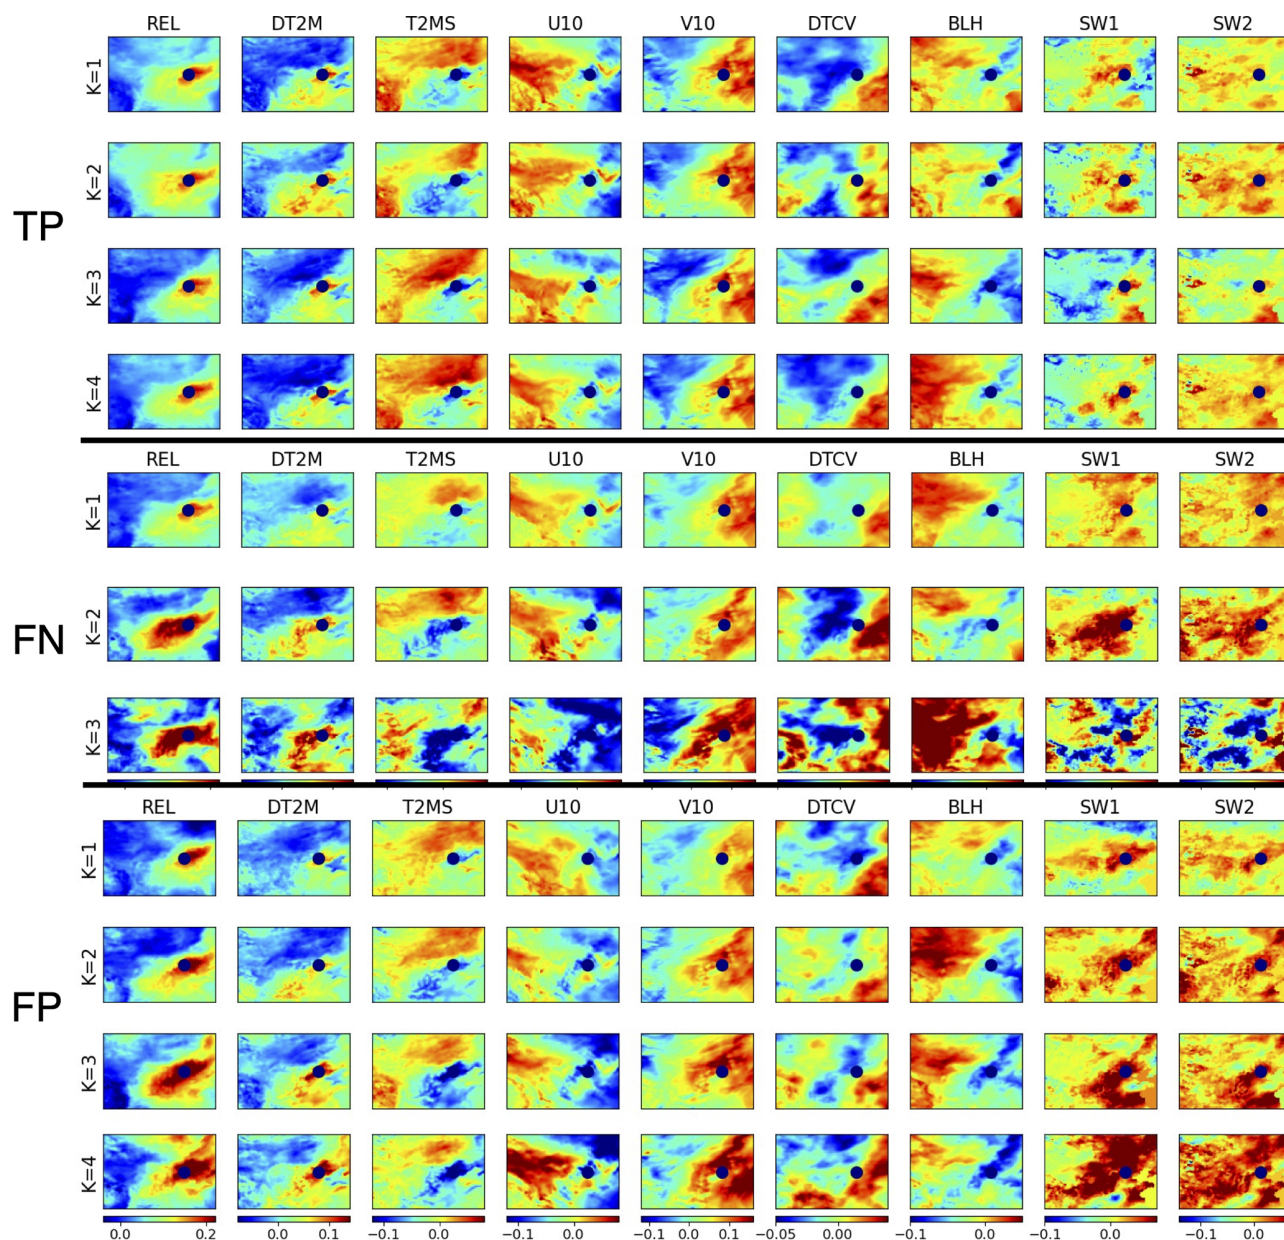 REL DT2M T2MS U10 V10 DTCV BLH SW1 SW2
K=1
K=2
TP
K=3
K=4
REL DT2M T2MS U10 V10 DTCV BLH SW1 SW2
K=1
FN
K=2
K=3
REL DT2M T2MS U10 V10 DTCV BLH SW1 SW2
K=1
K=2
FP
K=3
K=4
0.0 0.2 0.0 0.1 −0.1 0.0 −0.1 0.0 −0.1 0.0 0.1 −0.05 0.00 −0.1 0.0 −0.1 0.0 −0.1 0.0